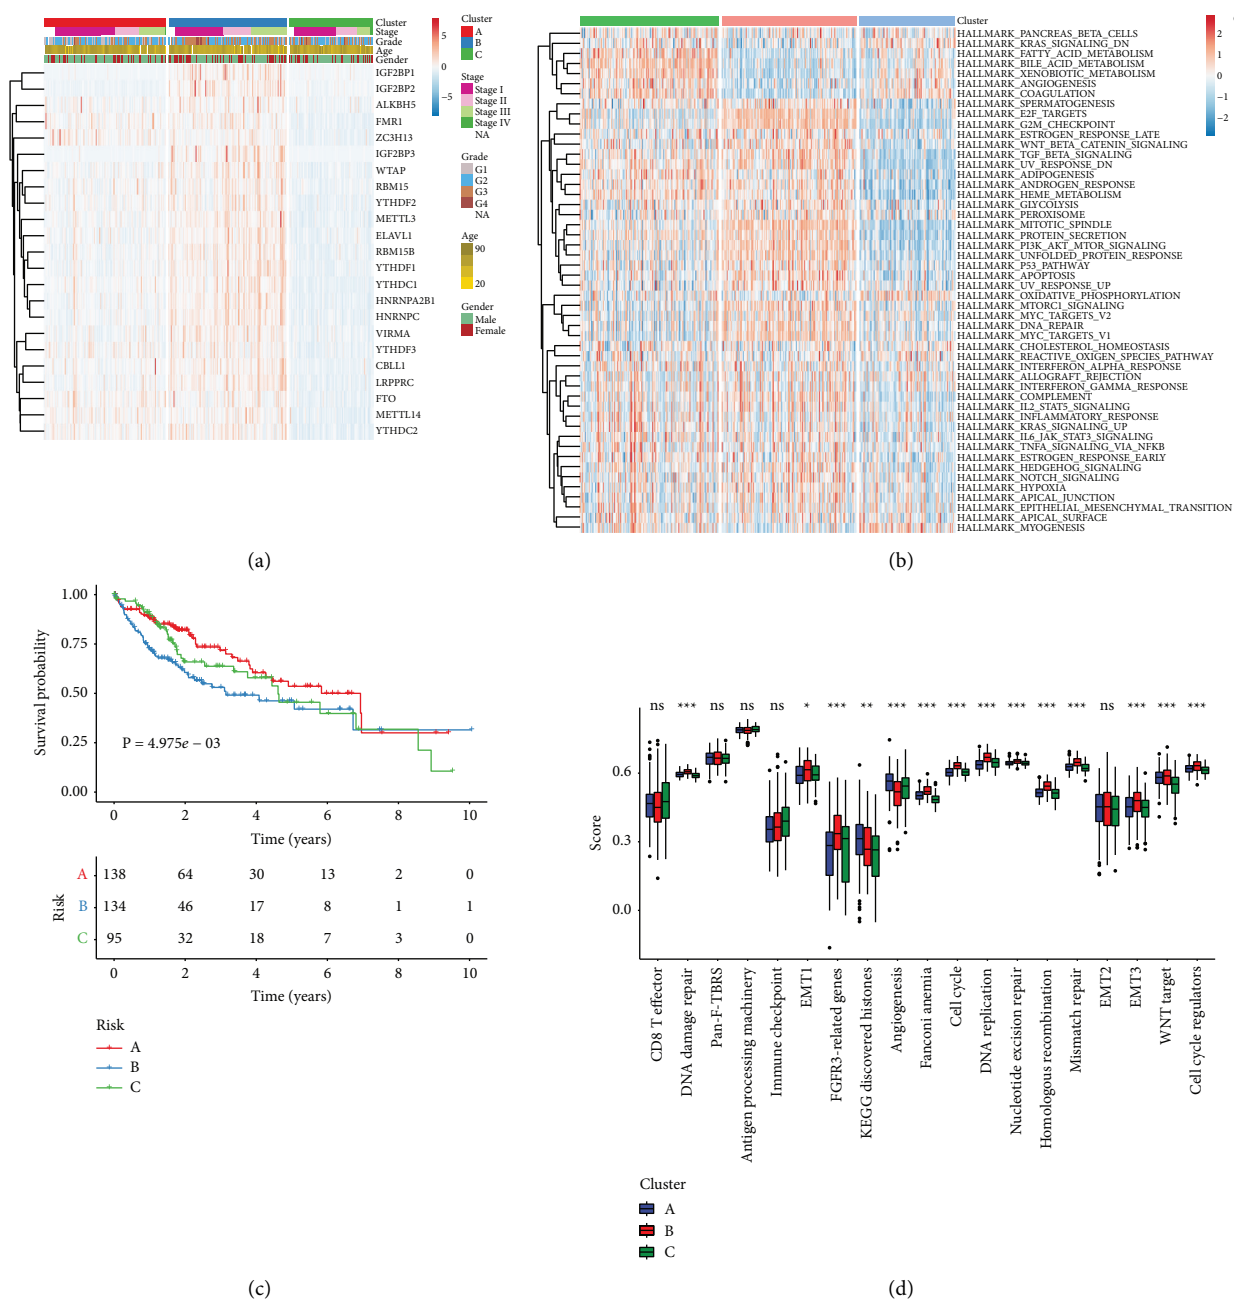 Cluster
Stage
Grade
Age
Gender
IGF2BP1
IGF2BP2
ALKBH5
FMR1
ZC3H13
IGF2BP3
WTAP
RBM15
YTHDF2
METTL3
ELAVL1
RBM15B
YTHDF1
YTHDC1
HNRNPA2B1
HNRNPC
VIRMA
YTHDF3
CBLL1
LRPPRC
FTO
METTL14
YTHDC2
5
0
−5
Cluster
A
B
C
Stage
Stage I
Stage II
Stage III
Stage IV
NA
Grade
G1
G2
G3
G4
NA
Age
90
20
Gender
Male
Female
(a)
Cluster
HALLMARK_PANCREAS_BETA_CELLS
HALLMARK_KRAS_SIGNALING_DN
HALLMARK_FATTY_ACID_METABOLISM
HALLMARK_BILE_ACID_METABOLISM
HALLMARK_XENOBIOTIC_METABOLISM
HALLMARK_ANGIOGENESIS
HALLMARK_COAGULATION
HALLMARK_SPERMATOGENESIS
HALLMARK_E2F_TARGETS
HALLMARK_G2M_CHECKPOINT
HALLMARK_ESTROGEN_RESPONSE_LATE
HALLMARK_WNT_BETA_CATENIN_SIGNALING
HALLMARK_TGF_BETA_SIGNALING
HALLMARK_UV_RESPONSE_DN
HALLMARK_ADIPOGENESIS
HALLMARK_ANDROGEN_RESPONSE
HALLMARK_HEME_METABOLISM
HALLMARK_GLYCOLYSIS
HALLMARK_PEROXISOME
HALLMARK_MITOTIC_SPINDLE
HALLMARK_PROTEIN_SECRETION
HALLMARK_PI3K_AKT_MTOR_SIGNALING
HALLMARK_UNFOLDED_PROTEIN_RESPONSE
HALLMARK_P53_PATHWAY
HALLMARK_APOPTOSIS
HALLMARK_UV_RESPONSE_UP
HALLMARK_OXIDATIVE_PHOSPHORYLATION
HALLMARK_MTORC1_SIGNALING
HALLMARK_MYC_TARGETS_V2
HALLMARK_DNA_REPAIR
HALLMARK_MYC_TARGETS_V1
HALLMARK_CHOLESTEROL_HOMEOSTASIS
HALLMARK_REACTIVE_OXIGEN_SPECIES_PATHWAY
HALLMARK_INTERFERON_ALPHA_RESPONSE
HALLMARK_ALLOGRAFT_REJECTION
HALLMARK_INTERFERON_GAMMA_RESPONSE
HALLMARK_COMPLEMENT
HALLMARK_IL2_STAT5_SIGNALING
HALLMARK_INFLAMMATORY_RESPONSE
HALLMARK_KRAS_SIGNALING_UP
HALLMARK_IL6_JAK_STAT3_SIGNALING
HALLMARK_TNFA_SIGNALING_VIA_NFKB
HALLMARK_ESTROGEN_RESPONSE_EARLY
HALLMARK_HEDGEHOG_SIGNALING
HALLMARK_NOTCH_SIGNALING
HALLMARK_HYPOXIA
HALLMARK_APICAL_JUNCTION
HALLMARK_EPITHELIAL_MESENCHYMAL_TRANSITION
HALLMARK_APICAL_SURFACE
HALLMARK_MYOGENESIS
2
1
0
−1
−2
(b)
Survival probability
1.00
0.75
0.50
0.25
0.00
P = 4.975e − 03
0 2 4 6 8 10
Time (years)
Risk
A 138 64 30 13 2 0
B 134 46 17 8 1 1
C 95 32 18 7 3 0
0 2 4 6 8 10
Time (years)
Risk
A
B
C
(c)
ns *** ns ns ns * *** ** *** *** *** *** *** *** *** ns *** *** ***
Score
0.6
0.3
0.0
CD8 T effector
DNA damage repair
Pan-F-TBRS
Antigen processing machinery
Immune checkpoint
EMT1
FGFR3-related genes
KEGG discovered histones
Angiogenesis
Fanconi anemia
Cell cycle
DNA replication
Nucleotide excision repair
Homologous recombination
Mismatch repair
EMT2
EMT3
WNT target
Cell cycle regulators
Cluster
A
B
C
(d)